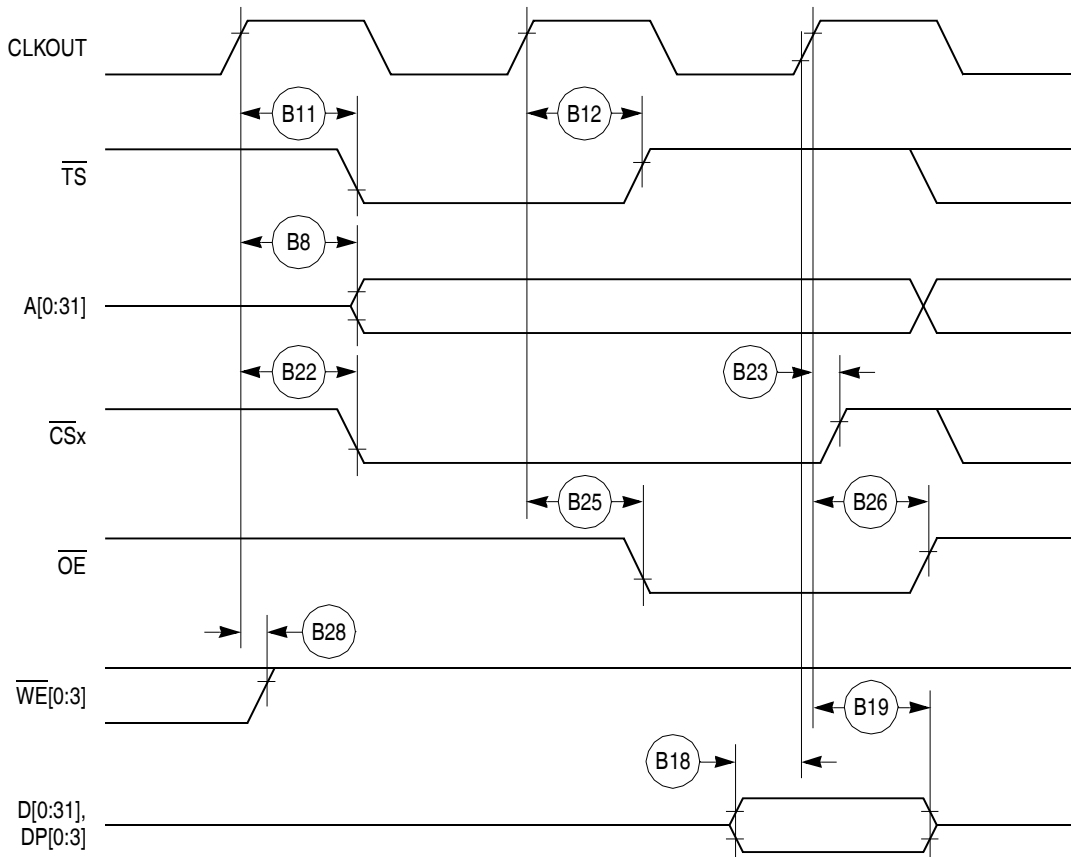 CLKOUT
B11
B12
TS
B8
A[0:31]
B22
B23
CSx
B25
B26
OE
B28
WE[0:3]
B19
B18
D[0:31],
DP[0:3]